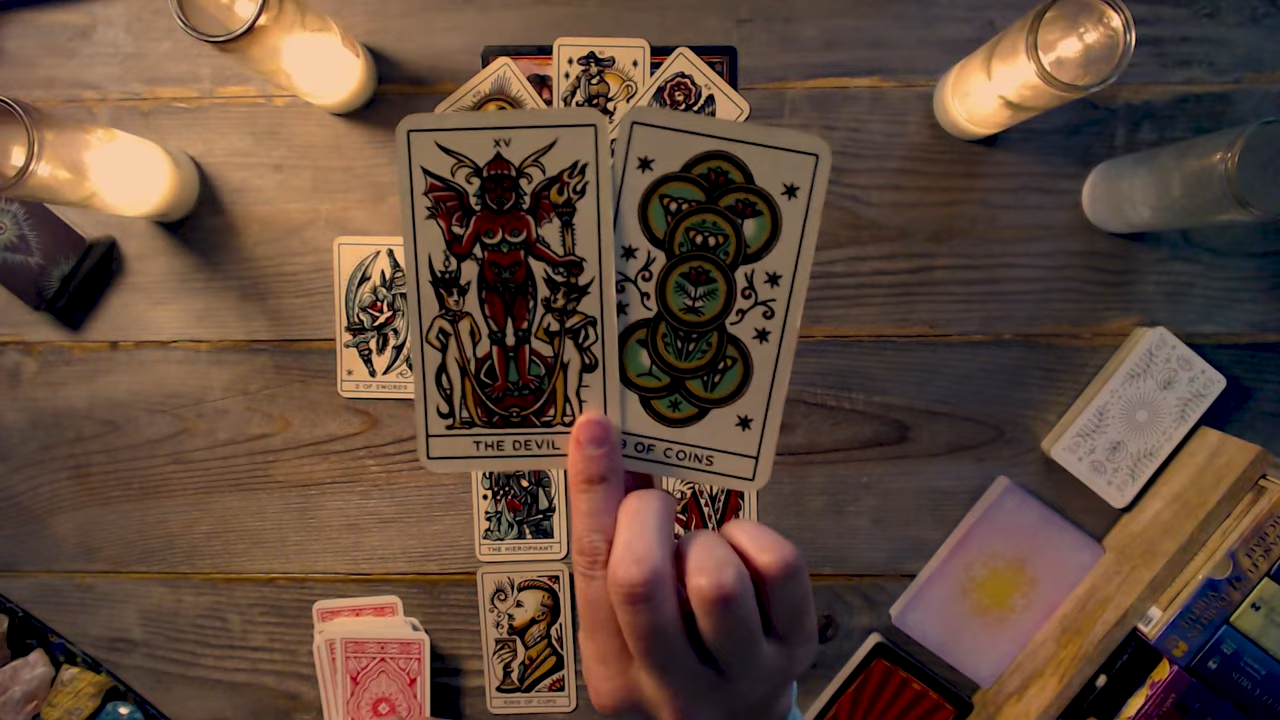 XV
2 OF SWORDS
THE DEVIL
9 OF COINS
THE HIEROPHANT
KING OF CUPS